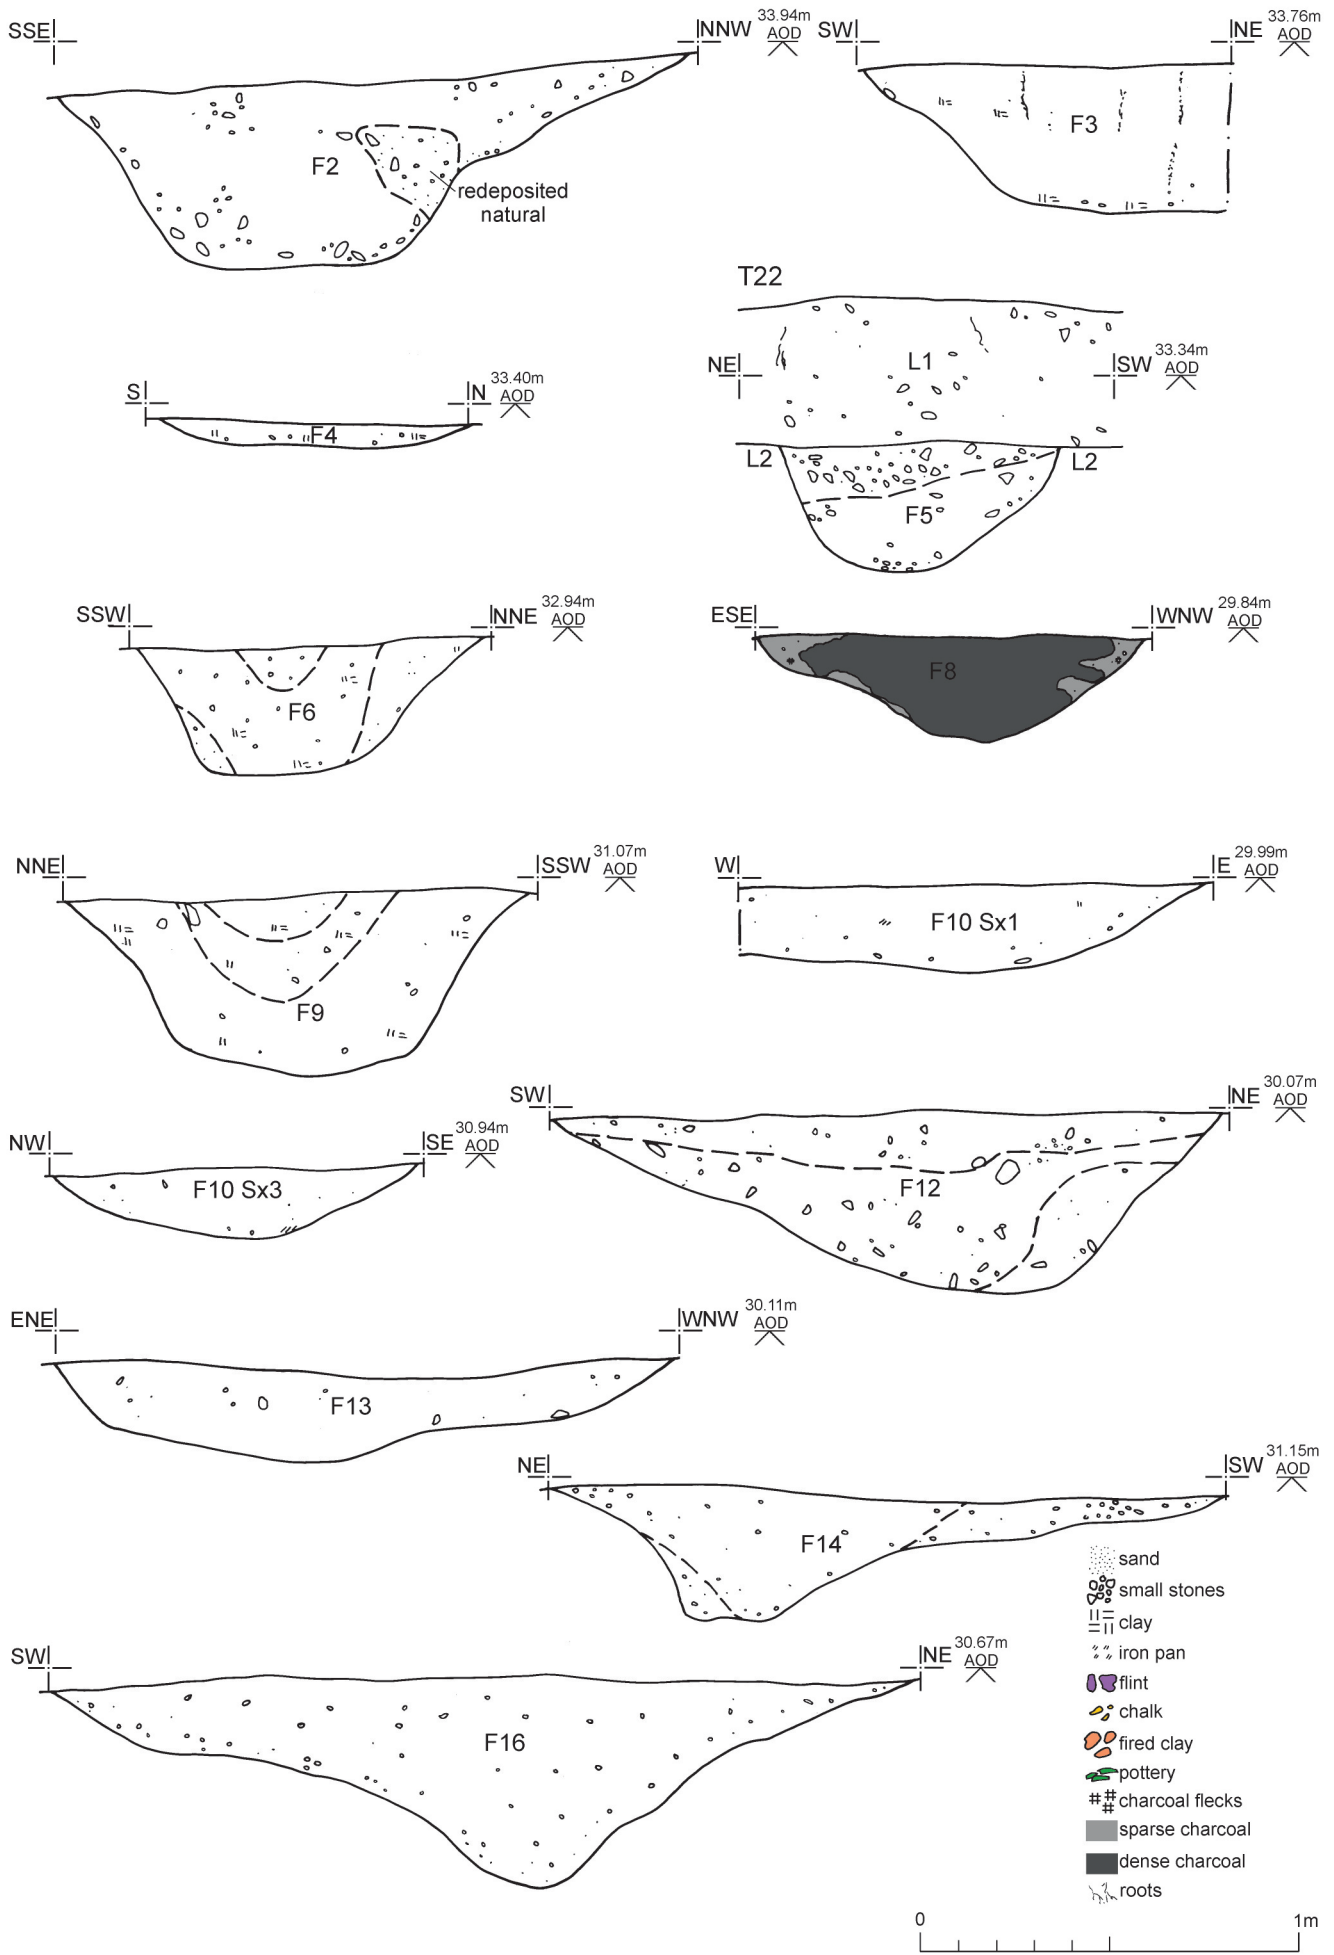 SSE
NNW
33.94m
AOD
F2
redeposited
natural
SW
NE
33.76m
AOD
F3
T22
L1
NE
SW
33.34m
AOD
L2
L2
F5
S
N
33.40m
AOD
F4
SSW
NNE
32.94m
AOD
F6
ESE
WNW
29.84m
AOD
F8
NNE
SSW
31.07m
AOD
F9
W
E
29.99m
AOD
F10 Sx1
NW
SE
30.94m
AOD
F10 Sx3
SW
NE
30.07m
AOD
F12
ENE
WNW
30.11m
AOD
F13
NE
SW
31.15m
AOD
F14
SW
NE
30.67m
AOD
F16
sand
small stones
clay
iron pan
flint
chalk
fired clay
pottery
charcoal flecks
sparse charcoal
dense charcoal
roots
0
1m